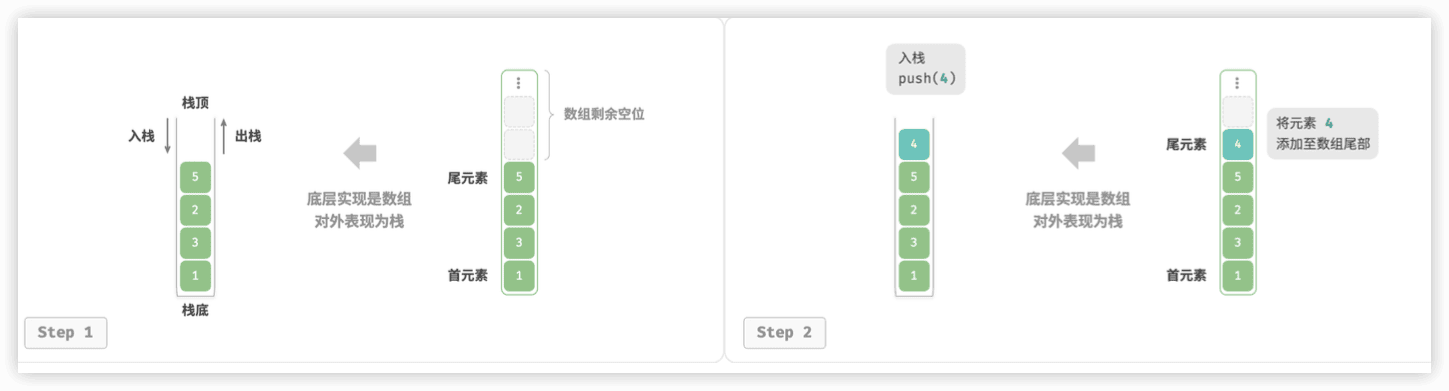 栈顶
入栈
出栈
5
2
3
1
栈底
底层实现是数组
对外表现为栈
数组剩余空位
尾元素
5
2
3
首元素
1
Step 1
入栈
push(4)
4
5
2
3
1
底层实现是数组
对外表现为栈
尾元素
4
5
2
3
首元素
1
将元素 4
添加至数组尾部
Step 2